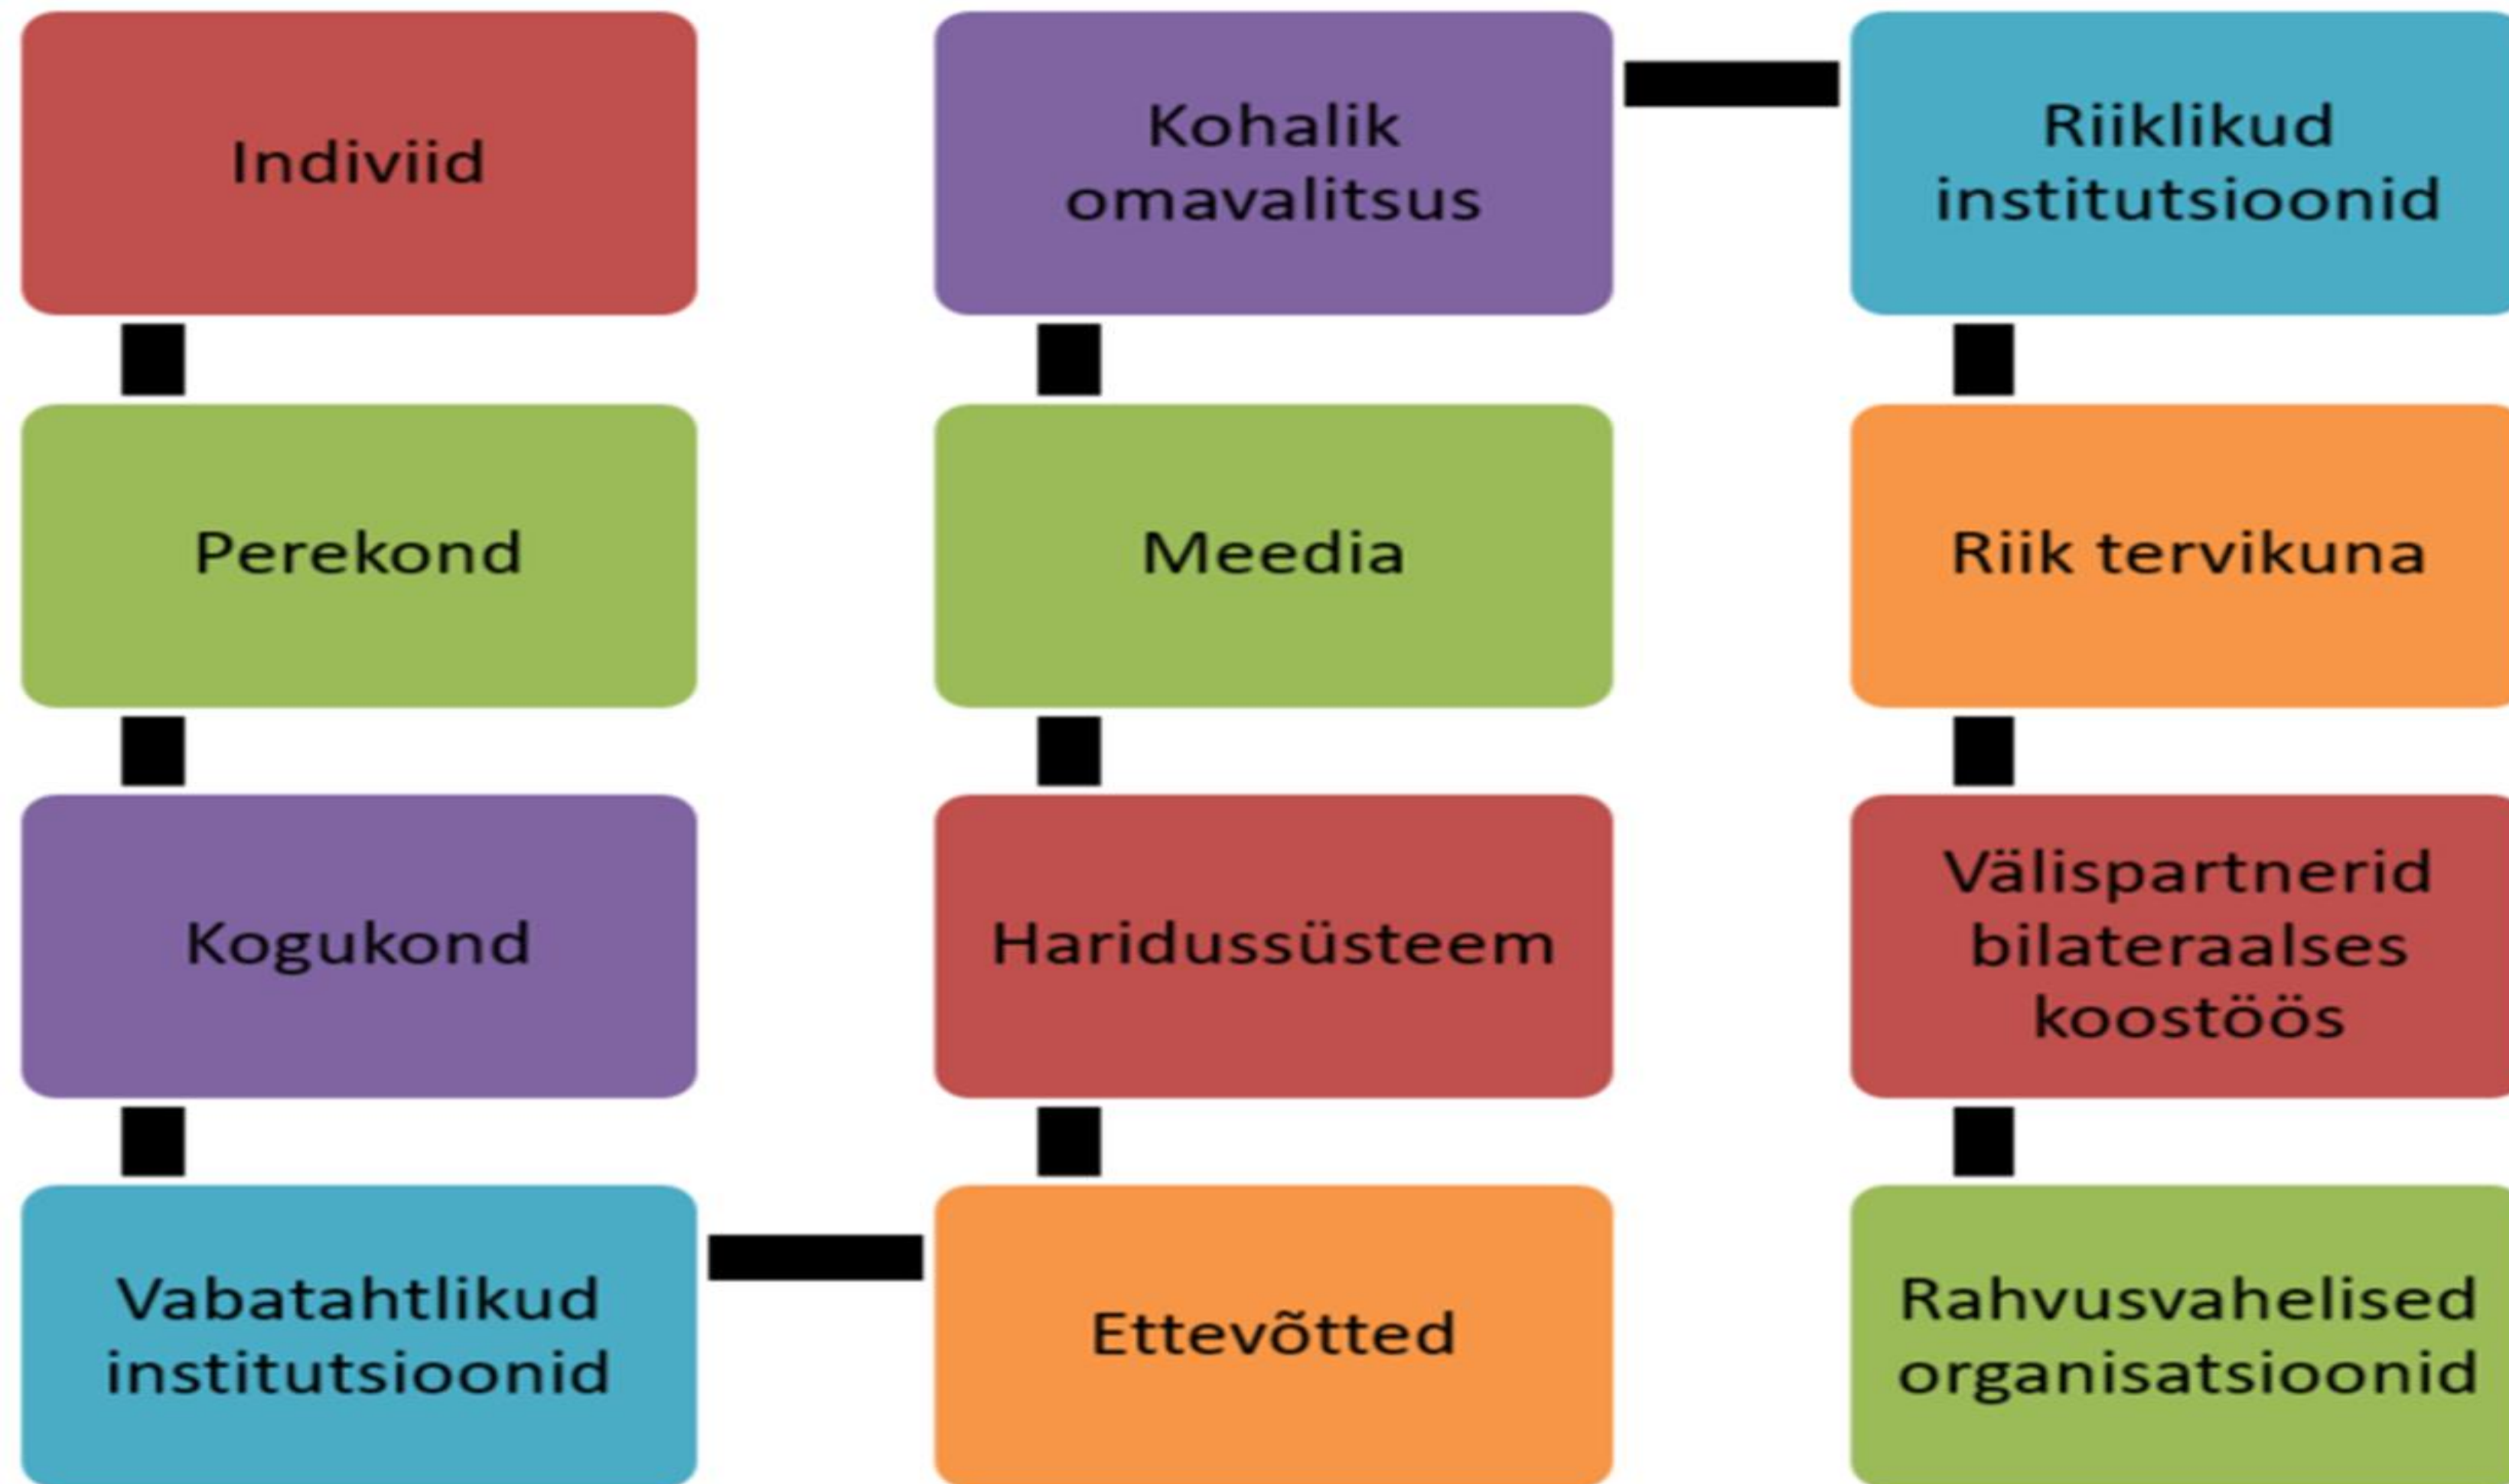 Indiviid
Perekond
Kogukond
Vabatahtlikud
institutsioonid
Ettevõtted
Haridussüsteem
Meedia
Kohalik
omavalitsus
Riiklikud
institutsioonid
Riik tervikuna
Välispartnerid
bilateraalses
koostöös
Rahvusvahelised
organisatsioonid